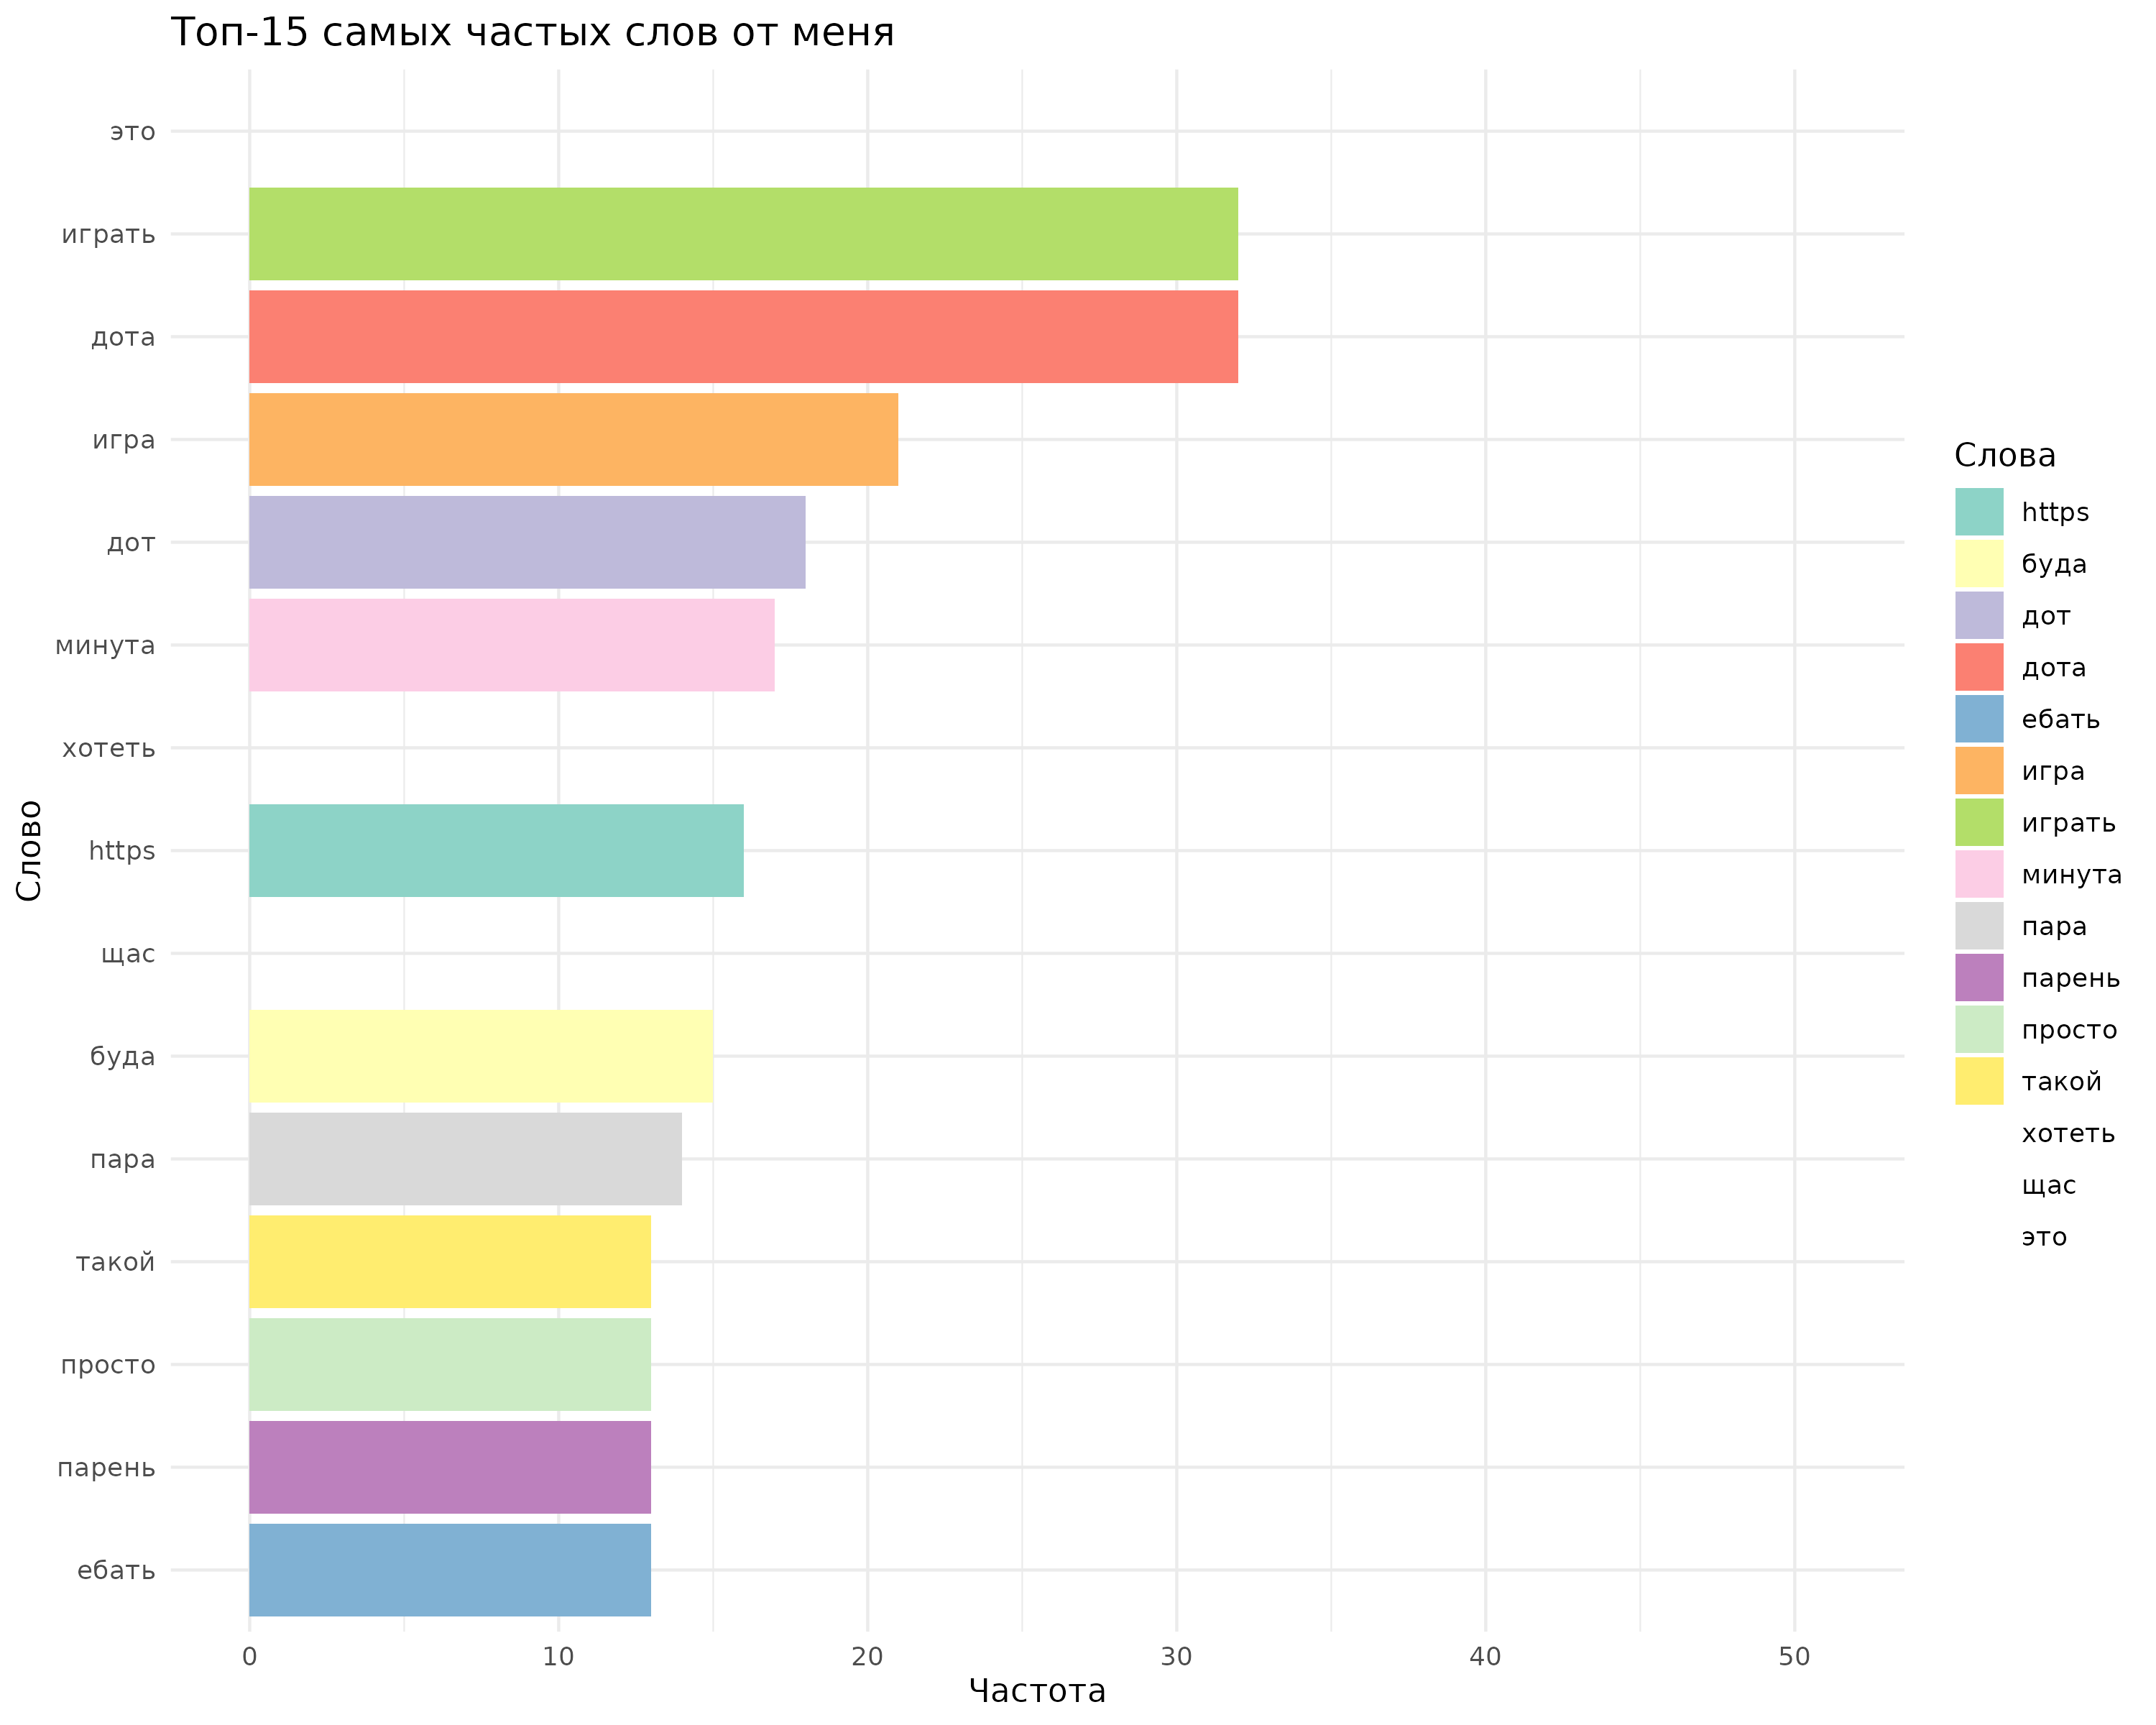 Топ-15 самых частых слов от меня
это
играть
дота
игра
дот
минута
хотеть
https
щас
буда
пара
такой
просто
парень
ебать
Слово
0 10 20 30 40 50
Частота
Слова
https
буда
дот
дота
ебать
игра
играть
минута
пара
парень
просто
такой
хотеть
щас
это